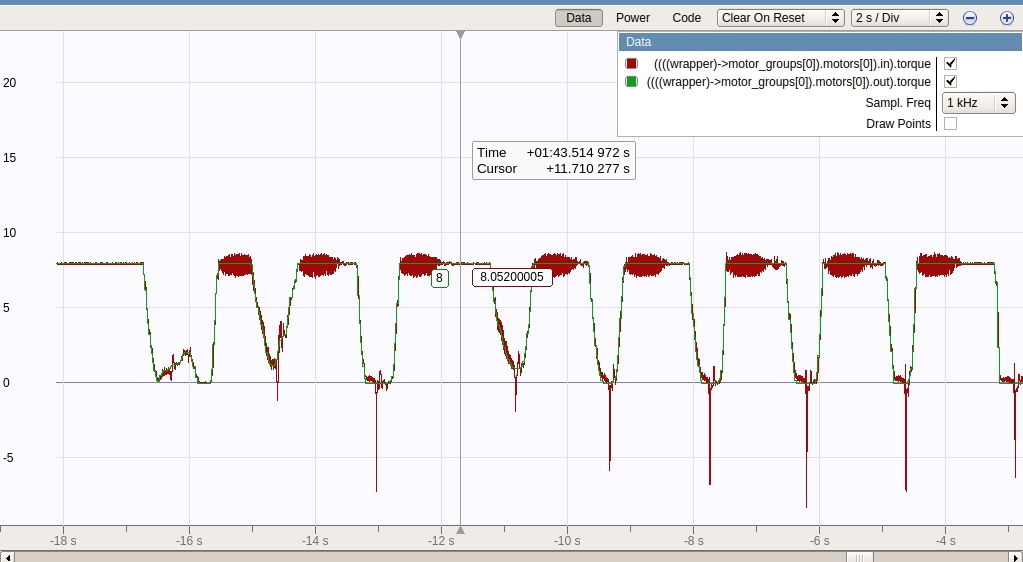 Data Power Code Clear On Reset 2 s / Div
Data
((((wrapper)->motor_groups[0]).motors[0]).in).torque
((((wrapper)->motor_groups[0]).motors[0]).out).torque
Sampl. Freq 1 kHz
Draw Points
20
15
Time +01:43.514 972 s
Cursor +11.710 277 s
10
8 8.05200005
5
0
-5
-18 s -16 s -14 s -12 s -10 s -8 s -6 s -4 s